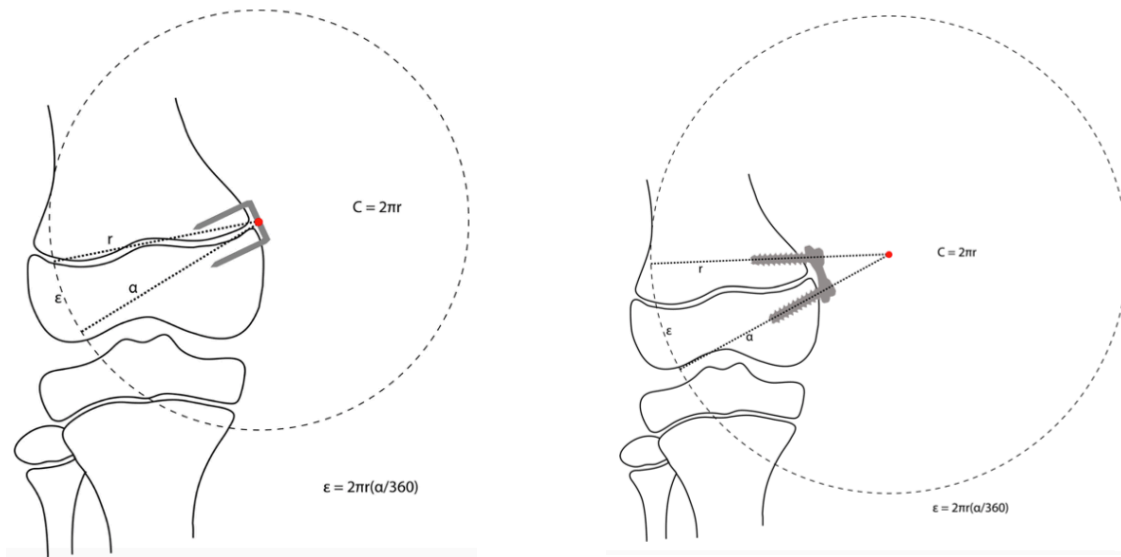 C = 2πr
r
α
ε
ε = 2πr(α/360)
C = 2πr
r
ε
α
ε = 2πr(α/360)